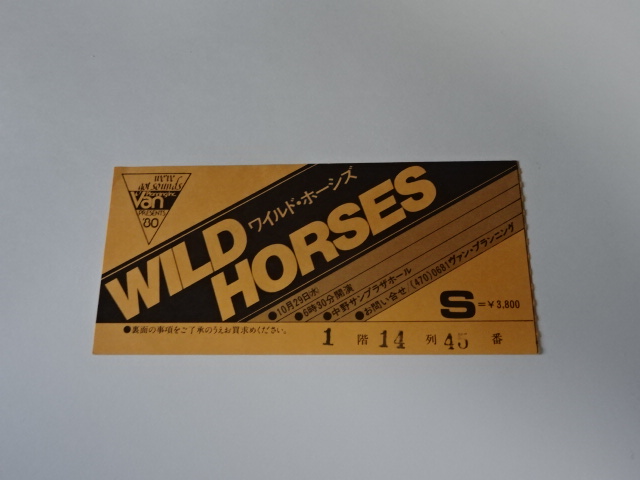 Van
PRESENTS
'80
WILD
HORSES
ワイルド・ホーシズ
●10月29日(水)
●6時30分開演
●中野サンプラザホール
●お問い合せ (470)0681ヴァン・プランニング
S=￥3,800
●裏面の事項をご了承のうえお買求めください。
1 階 14 列 45 番